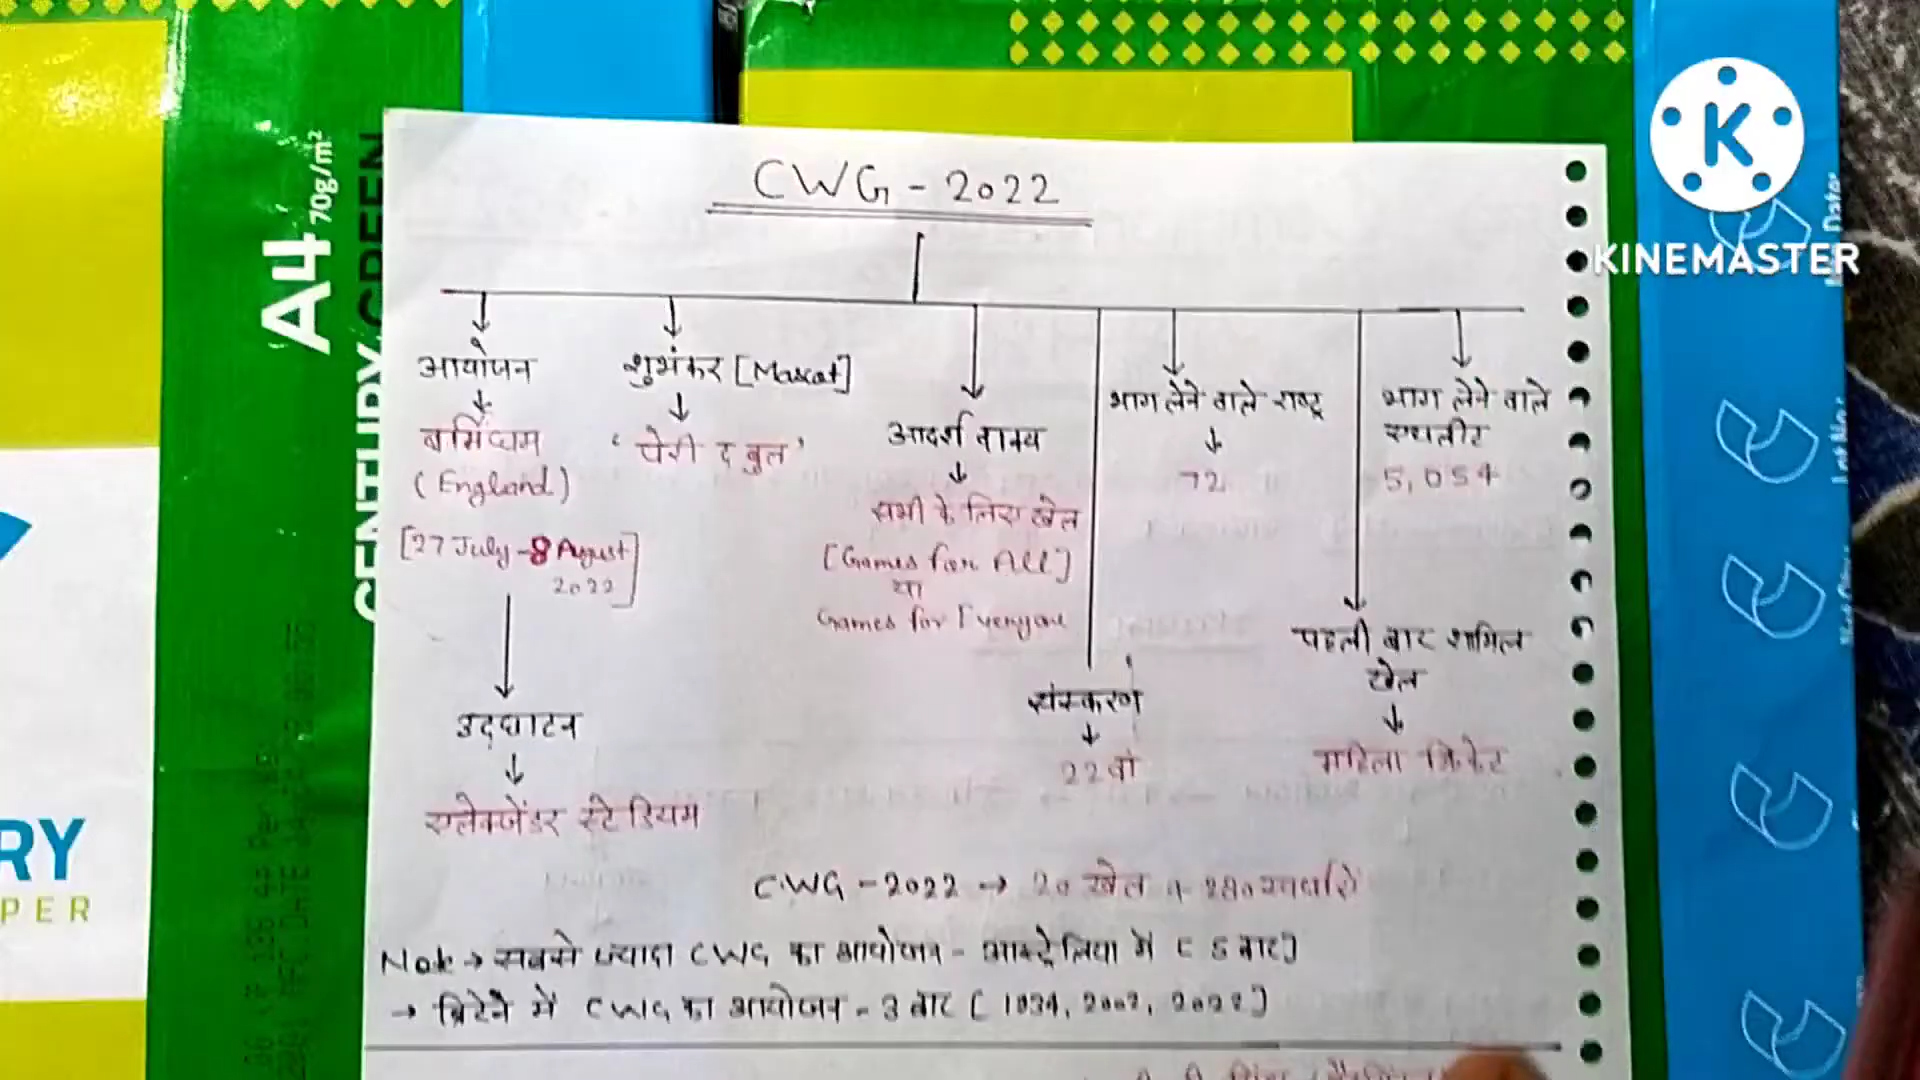 CWG - 2022
आयोजन
बर्मिंघम
(England)
[27 July - 8 August
2022]
उद्घाटन
एलेक्जेंडर स्टेडियम
शुभंकर [Mascot]
'पेरी द बुल'
आदर्श वाक्य
सभी के लिए खेल
[Games for All]
या
Games for Everyone
संस्करण
22वां
भाग लेने वाले राष्ट्र
72
पहली बार शामिल
खेल
महिला क्रिकेट
भाग लेने वाले
एथलीट
5,054
CWG - 2022 → 20 खेल व 280 स्पर्धाएं
Note → सबसे ज्यादा CWG का आयोजन - आस्ट्रेलिया में [5 बार]
→ ब्रिटेन में CWG का आयोजन - 3 बार [1934, 2002, 2022]
A4 70g/m²
CENTURY GREEN
RY
PER
K
KINEMASTER